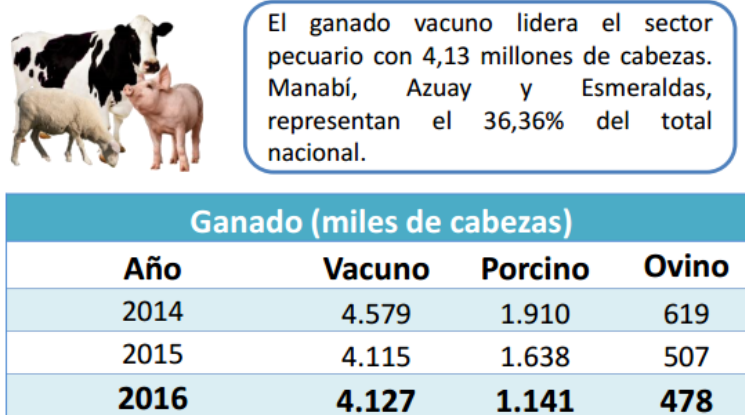 El ganado vacuno lidera el sector
pecuario con 4,13 millones de cabezas.
Manabí, Azuay y Esmeraldas,
representan el 36,36% del total
nacional.
Ganado (miles de cabezas)
Año Vacuno Porcino Ovino
2014 4.579 1.910 619
2015 4.115 1.638 507
2016 4.127 1.141 478